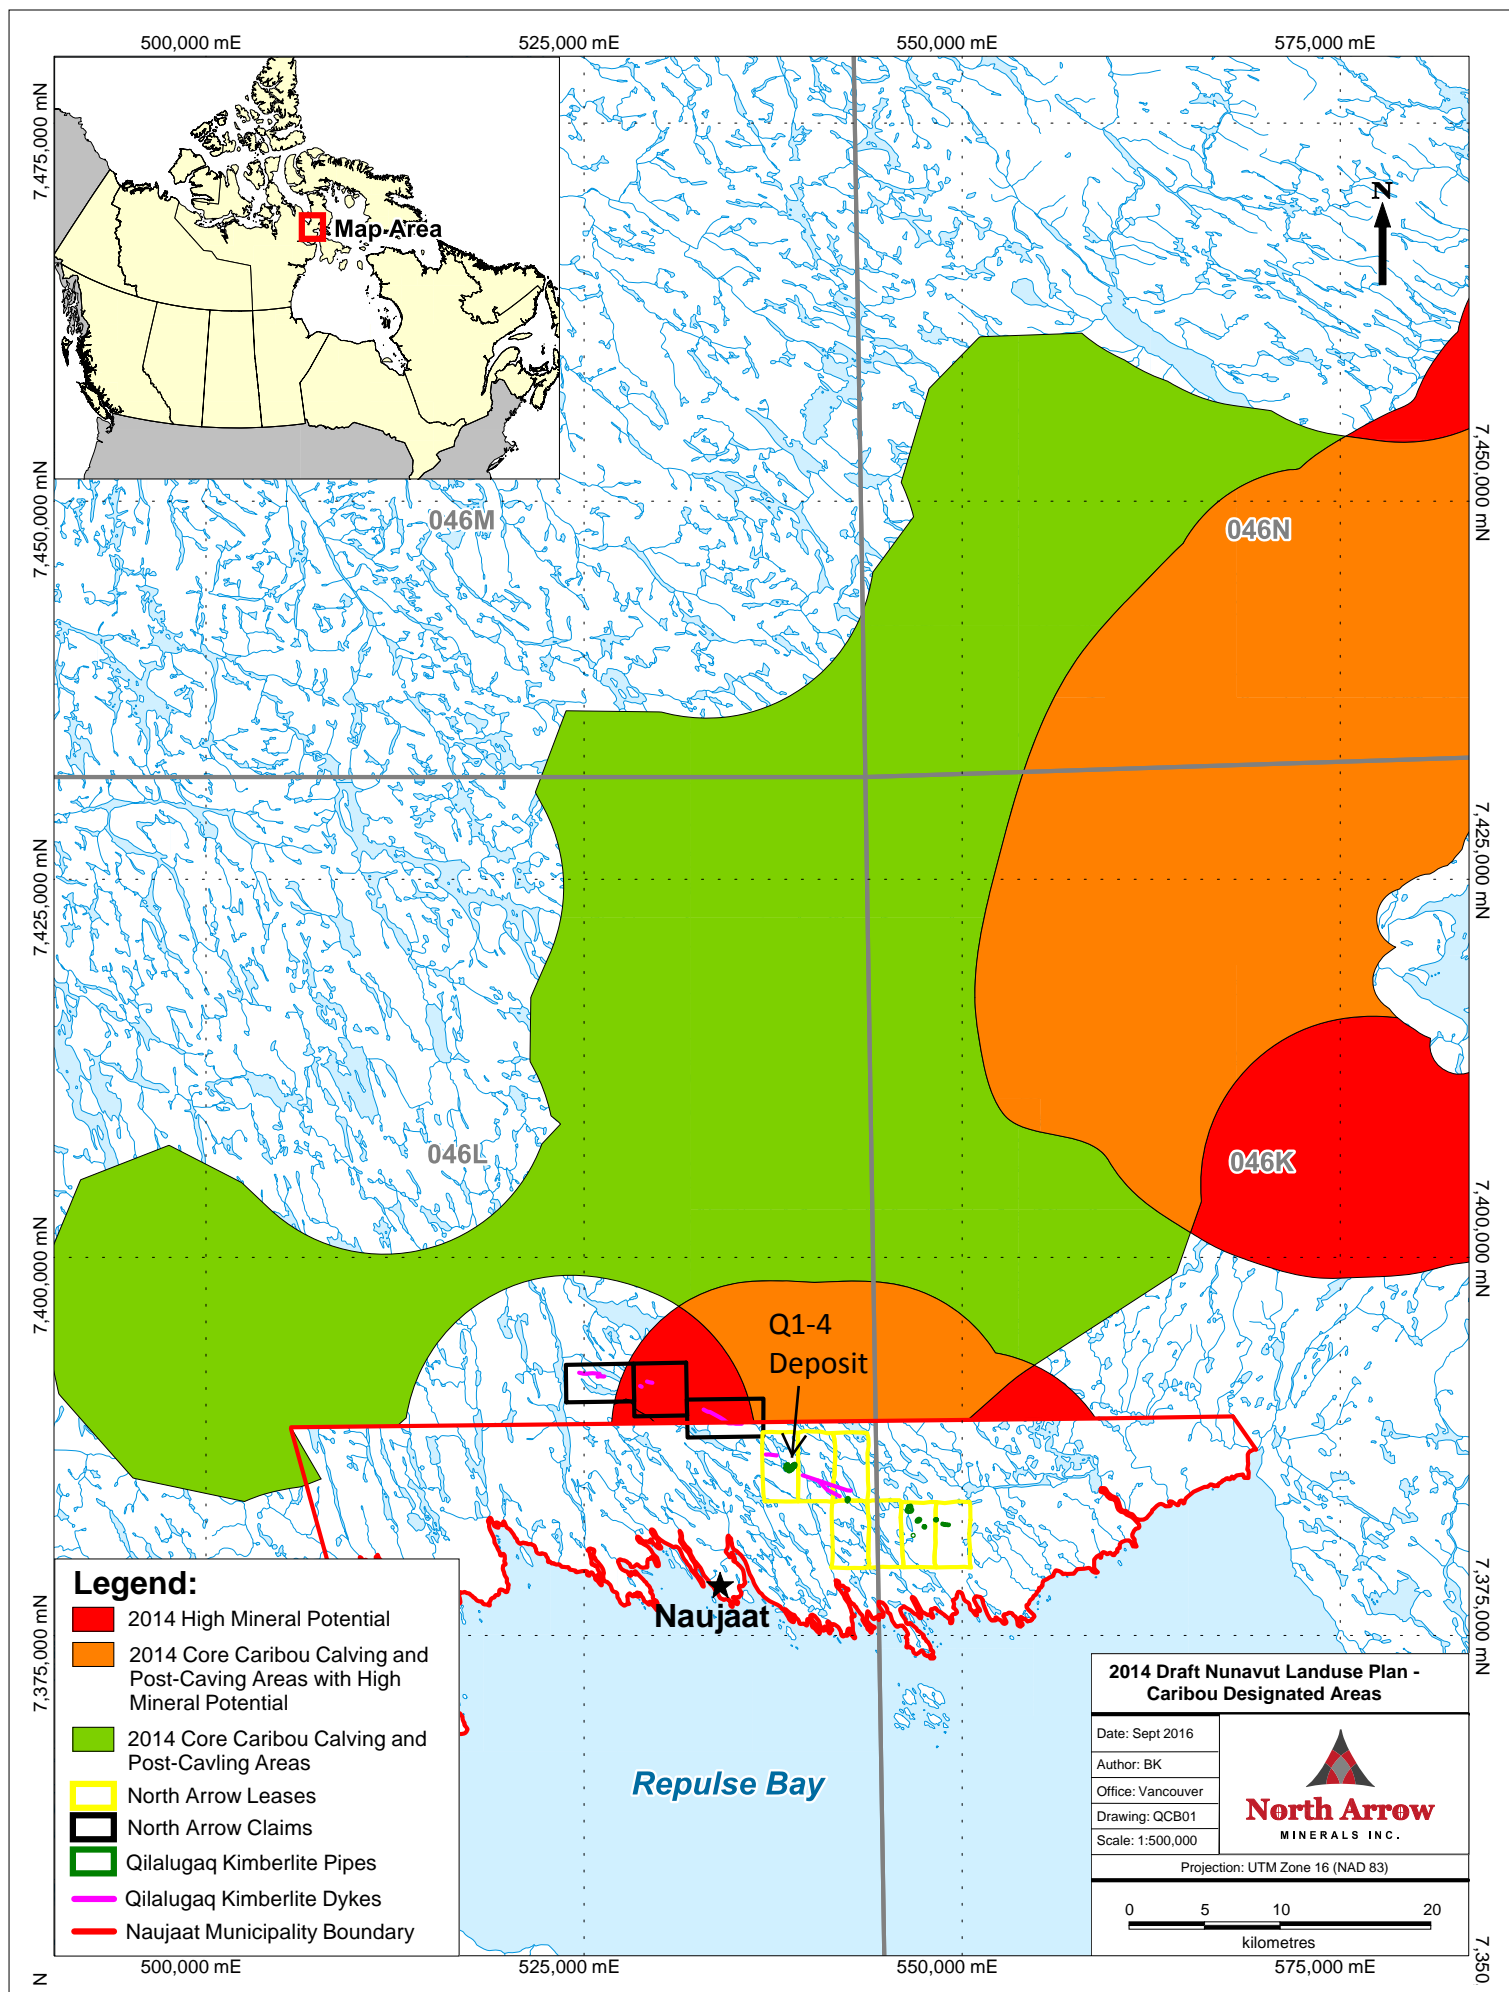 500,000 mE
525,000 mE
550,000 mE
575,000 mE
7,475,000 mN
Map Area
N
7,450,000 mN
7,450,000 mN
046M
046N
7,425,000 mN
7,425,000 mN
046L
046K
7,400,000 mN
7,400,000 mN
Q1-4
Deposit
Naujaat
7,375,000 mN
7,375,000 mN
Repulse Bay
Legend:
2014 High Mineral Potential
2014 Core Caribou Calving and
Post-Caving Areas with High
Mineral Potential
2014 Core Caribou Calving and
Post-Cavling Areas
North Arrow Leases
North Arrow Claims
Qilalugaq Kimberlite Pipes
Qilalugaq Kimberlite Dykes
Naujaat Municipality Boundary
2014 Draft Nunavut Landuse Plan -
Caribou Designated Areas
Date: Sept 2016
Author: BK
Office: Vancouver
Drawing: QCB01
Scale: 1:500,000
North Arrow
MINERALS INC.
Projection: UTM Zone 16 (NAD 83)
0 5 10 20
kilometres
N
7,350
500,000 mE
525,000 mE
550,000 mE
575,000 mE